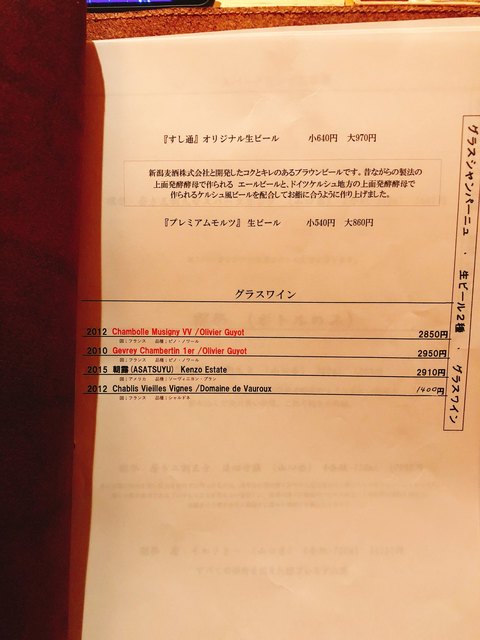 『すし通』オリジナル生ビール 小640円 大970円
新潟麦酒株式会社と開発したコクとキレのあるブラウンビールです。昔ながらの製法の
上面発酵酵母で作られる エールビールと、ドイツケルシュ地方の上面発酵酵母で
作られるケルシュ風ビールを配合してお鮨に合うように作り上げました。
『プレミアムモルツ』生ビール 小540円 大860円
グラスワイン
2012 Chambolle Musigny VV /Olivier Guyot 2850円
国：フランス 品種：ピノ・ノワール
2010 Gevrey Chambertin 1er /Olivier Guyot 2950円
国：フランス 品種：ピノ・ノワール
2015 朝露(ASATSUYU) Kenzo Estate 2910円
国：アメリカ 品種：ソーヴィニヨン・ブラン
2012 Chablis Vieilles Vignes /Domaine de Vauroux 1400円
国：フランス 品種：シャルドネ
グラスシャンパーニュ ・ 生ビール2種 ・ グラスワイン